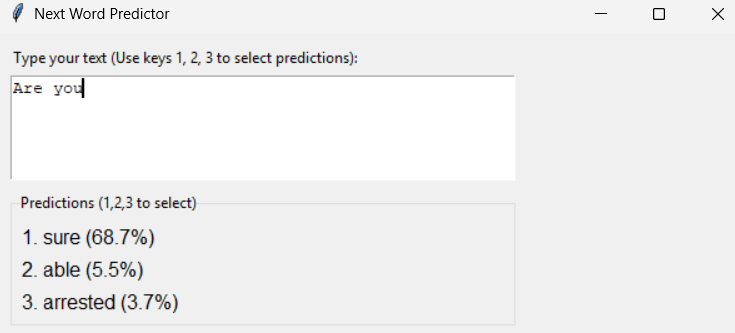 Next Word Predictor
Type your text (Use keys 1, 2, 3 to select predictions):
Are you
Predictions (1,2,3 to select)
1. sure (68.7%)
2. able (5.5%)
3. arrested (3.7%)